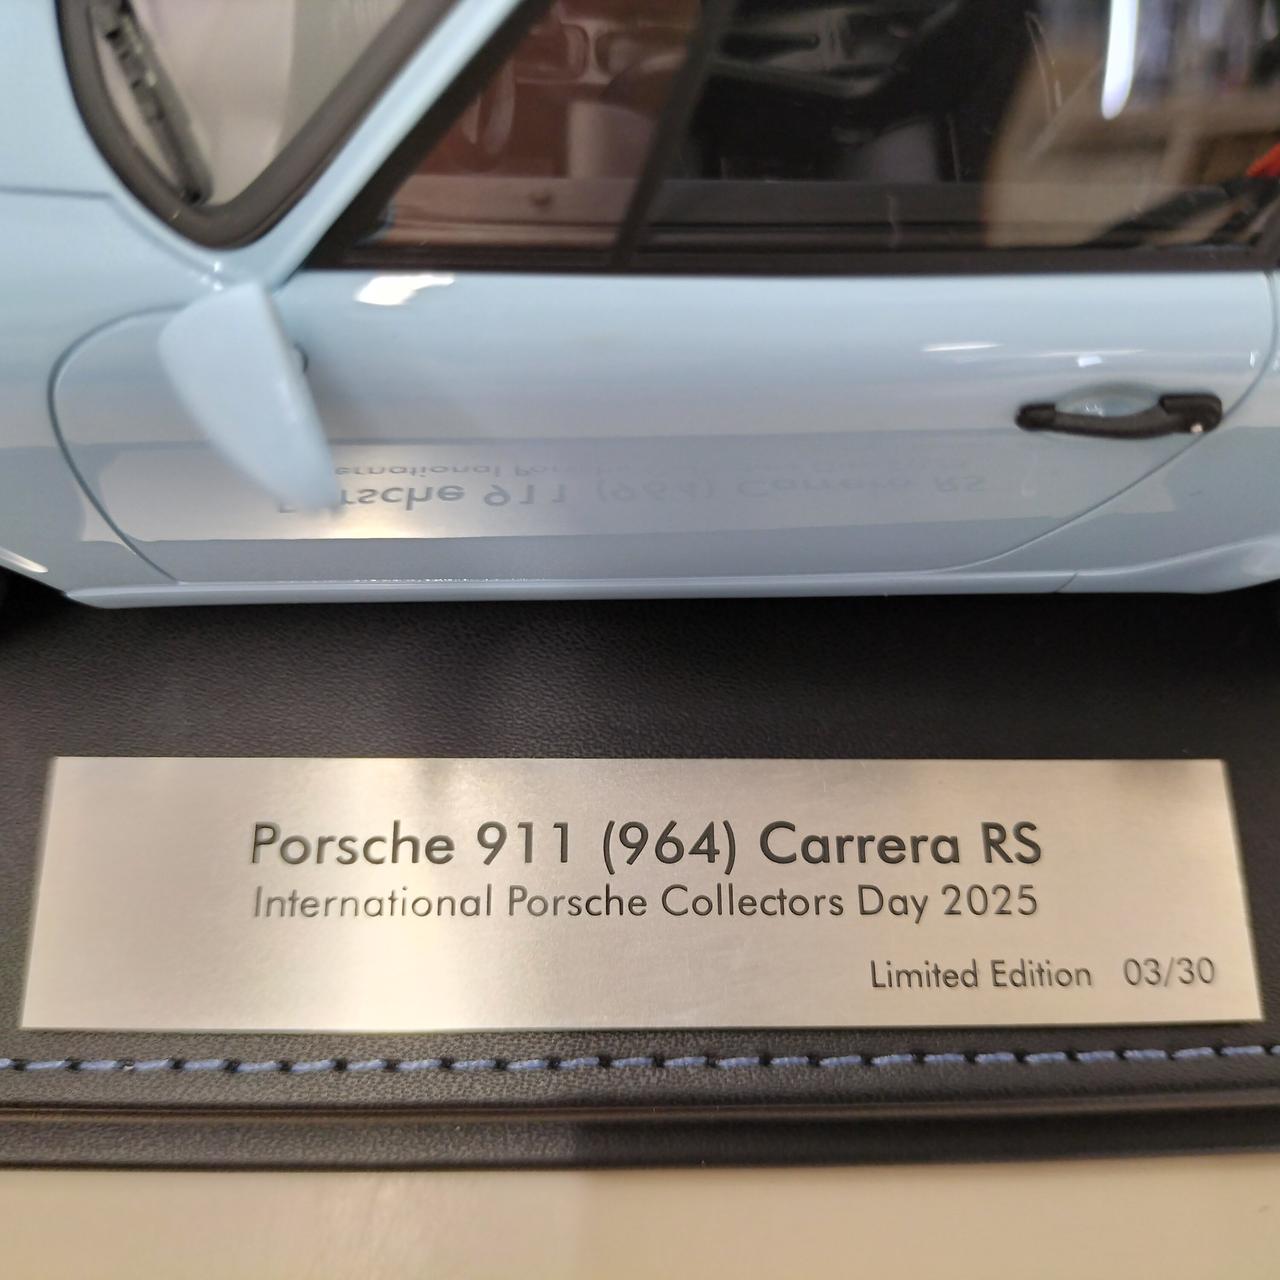 Porsche 911 (964) Carrera RS
International Porsche Collectors Day 2025
Limited Edition 03/30